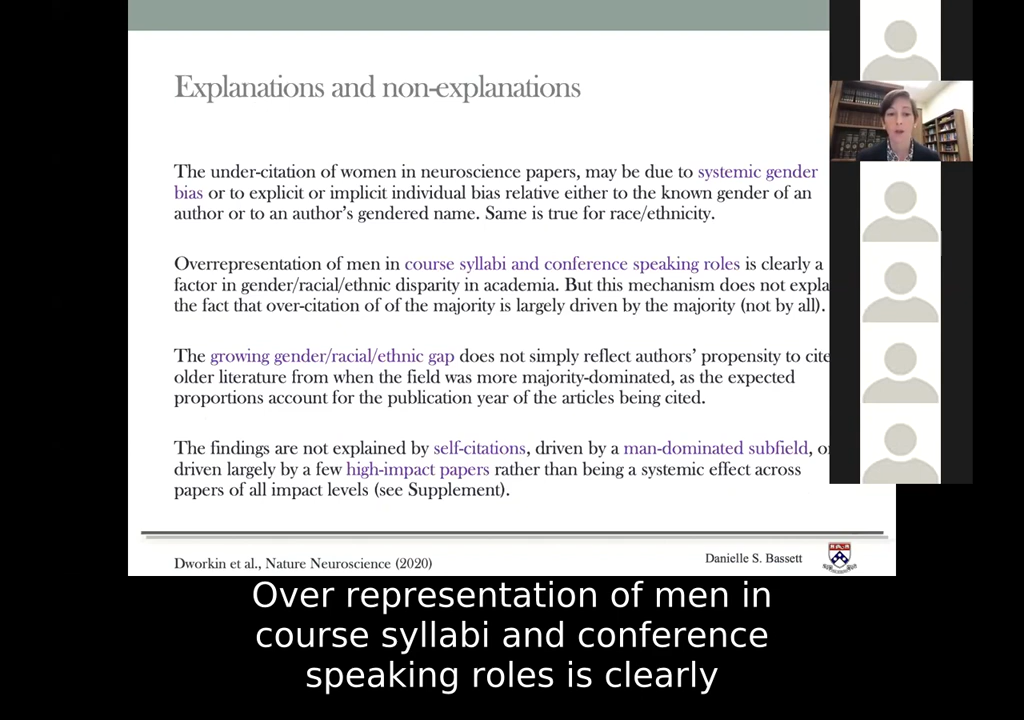 Explanations and non-explanations
The under-citation of women in neuroscience papers, may be due to systemic gender
bias or to explicit or implicit individual bias relative either to the known gender of an
author or to an author's gendered name. Same is true for race/ethnicity.
Overrepresentation of men in course syllabi and conference speaking roles is clearly a
factor in gender/racial/ethnic disparity in academia. But this mechanism does not expla
the fact that over-citation of of the majority is largely driven by the majority (not by all).
The growing gender/racial/ethnic gap does not simply reflect authors' propensity to cite
older literature from when the field was more majority-dominated, as the expected
proportions account for the publication year of the articles being cited.
The findings are not explained by self-citations, driven by a man-dominated subfield, o
driven largely by a few high-impact papers rather than being a systemic effect across
papers of all impact levels (see Supplement).
Dworkin et al., Nature Neuroscience (2020)
Danielle S. Bassett
Over representation of men in
course syllabi and conference
speaking roles is clearly